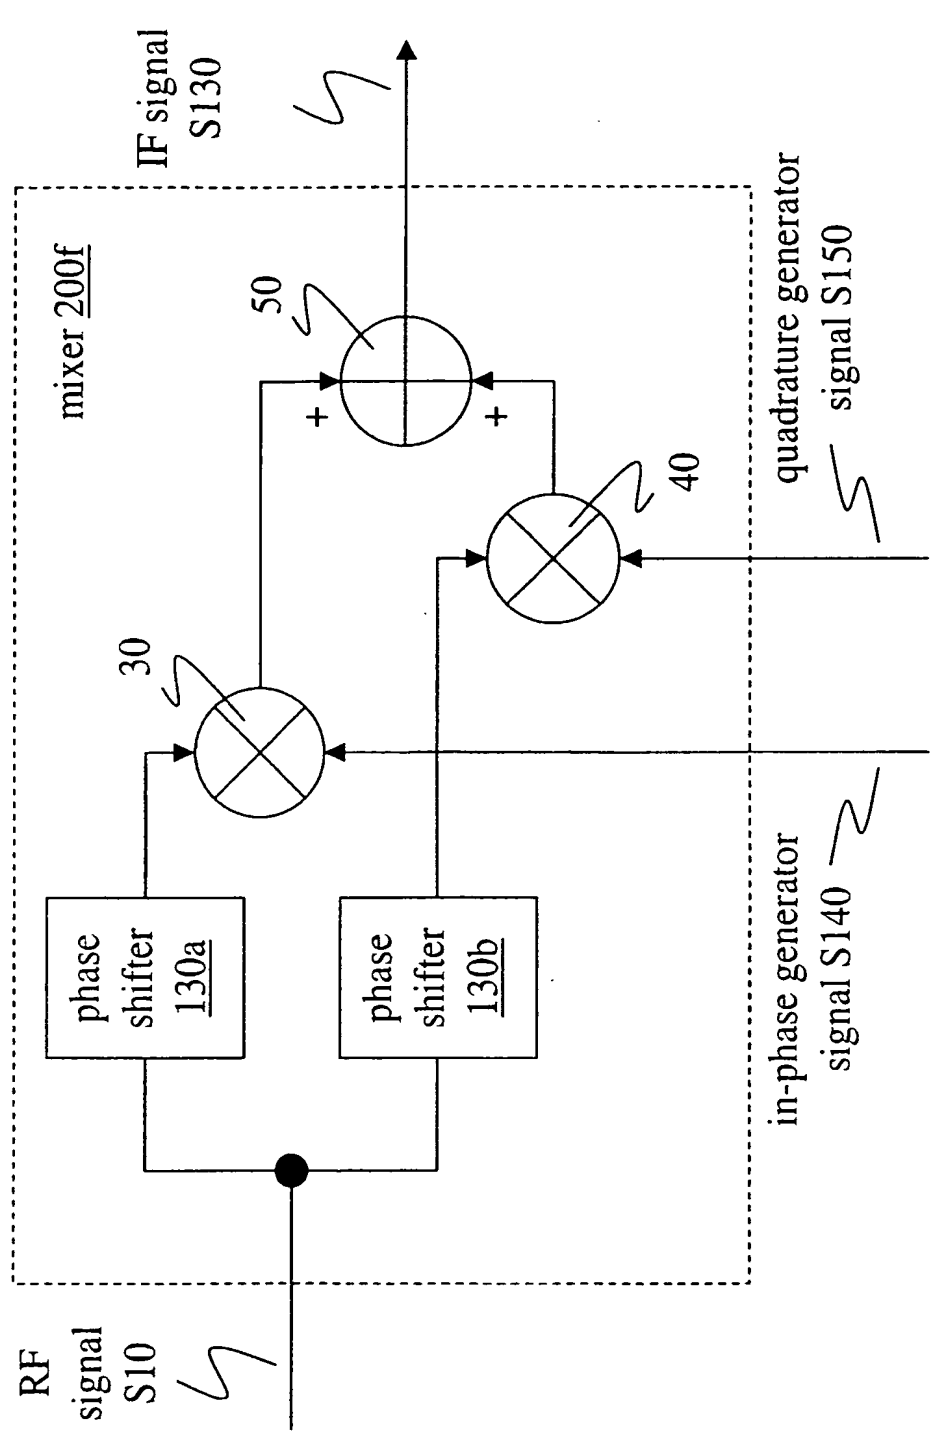 mixer 200f
IF signal
S130
50
+
+
30
40
phase
shifter
130a
phase
shifter
130b
RF
signal
S10
in-phase generator
signal S140
quadrature generator
signal S150